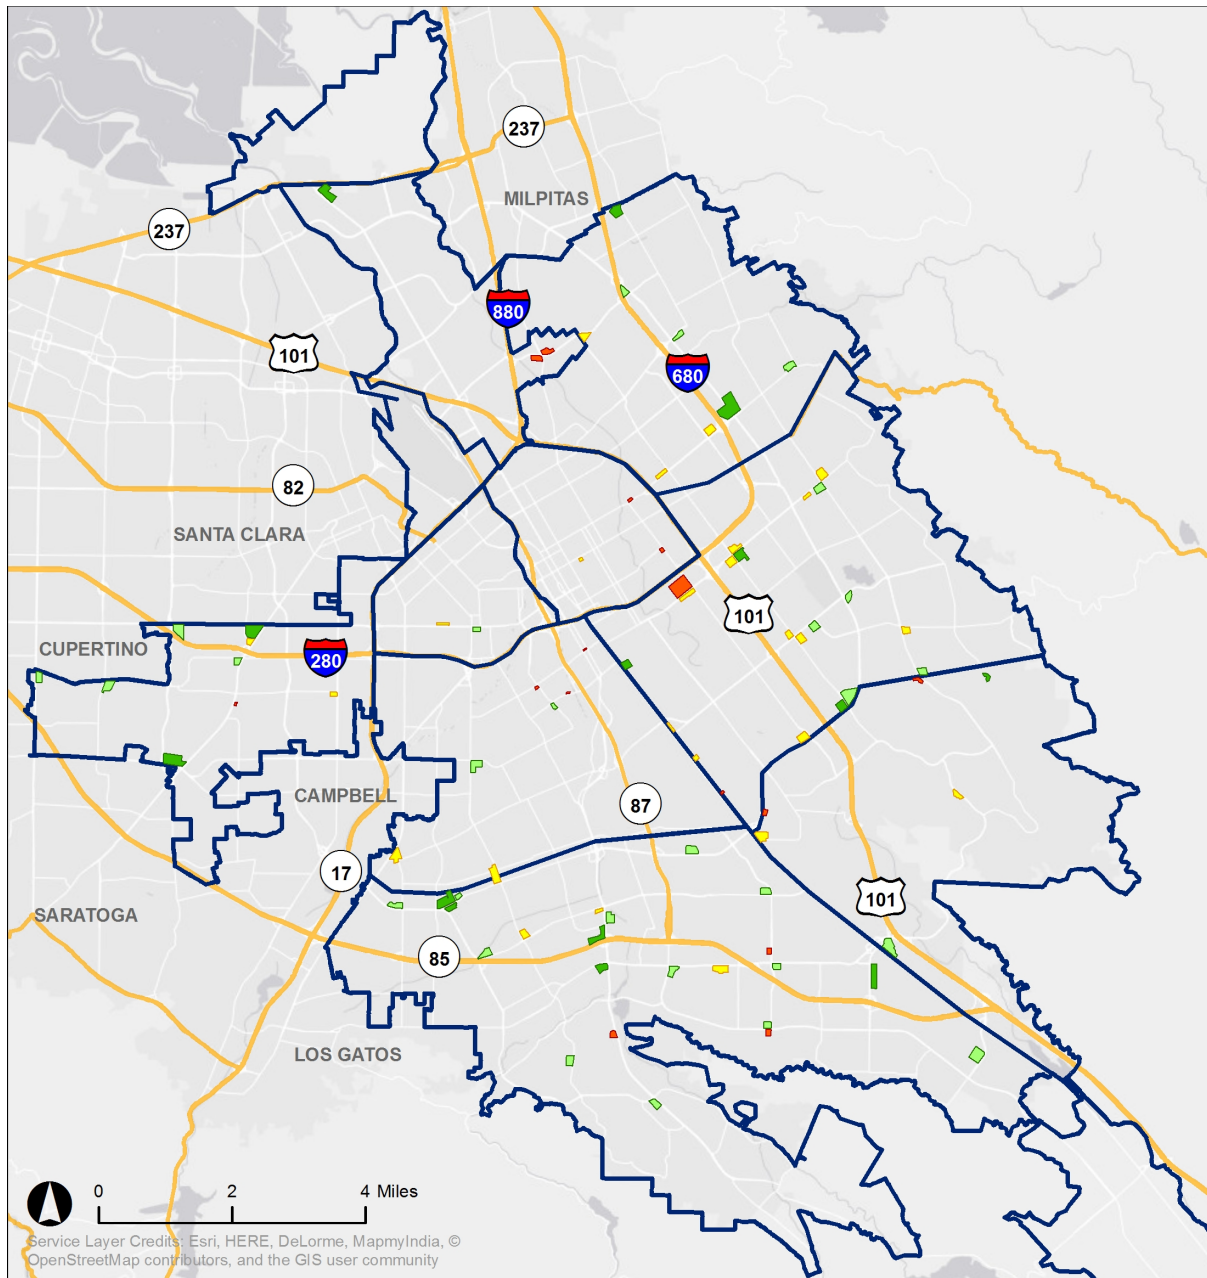 237
MILPITAS
237
880
101
680
82
SANTA CLARA
101
CUPERTINO
280
CAMPBELL
87
17
101
SARATOGA
85
LOS GATOS
0 2 4 Miles
Service Layer Credits: Esri, HERE, DeLorme, MapmyIndia, ©
OpenStreetMap contributors, and the GIS user community